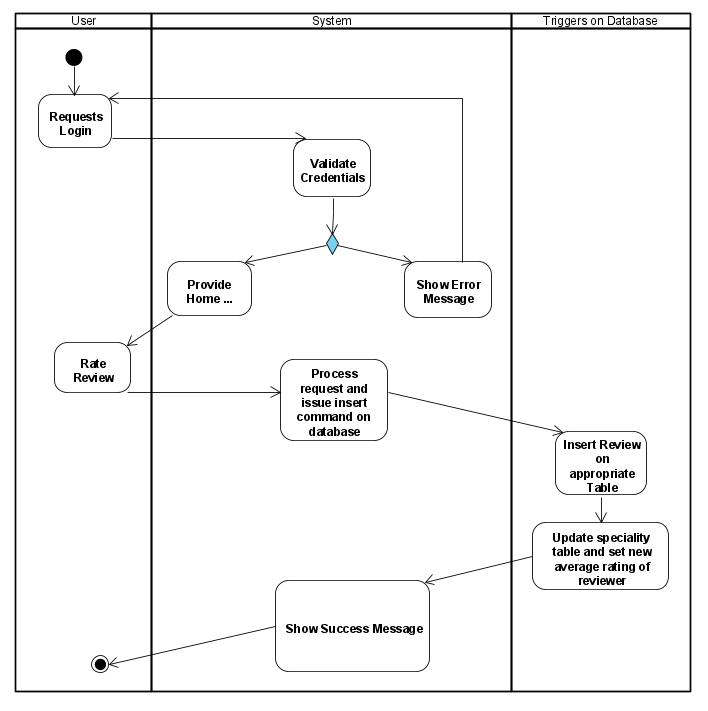 User
System
Triggers on Database
Requests
Login
Validate
Credentials
Provide
Home ...
Show Error
Message
Rate
Review
Process
request and
issue insert
command on
database
Insert Review
on
appropriate
Table
Update speciality
table and set new
average rating of
reviewer
Show Success Message